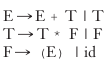 E→E + T | T
T→T * F | F
F→ (E) | id